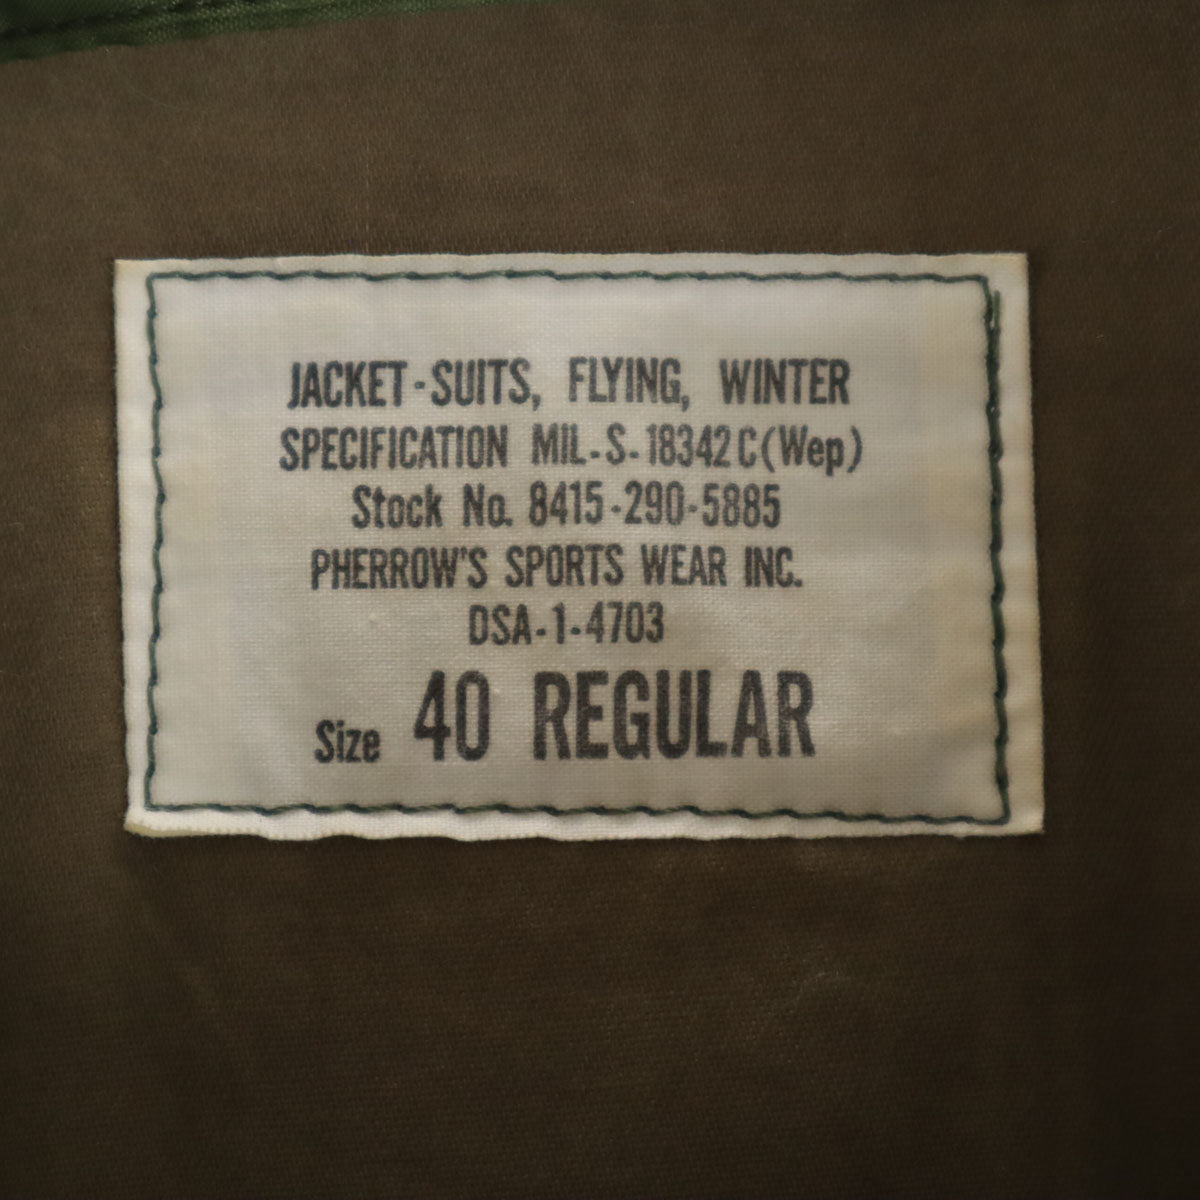 JACKET-SUITS, FLYING, WINTER
SPECIFICATION MIL-S-18342C(Wep)
Stock No. 8415-290-5885
PHERROW'S SPORTS WEAR INC.
DSA-1-4703
Size 40 REGULAR